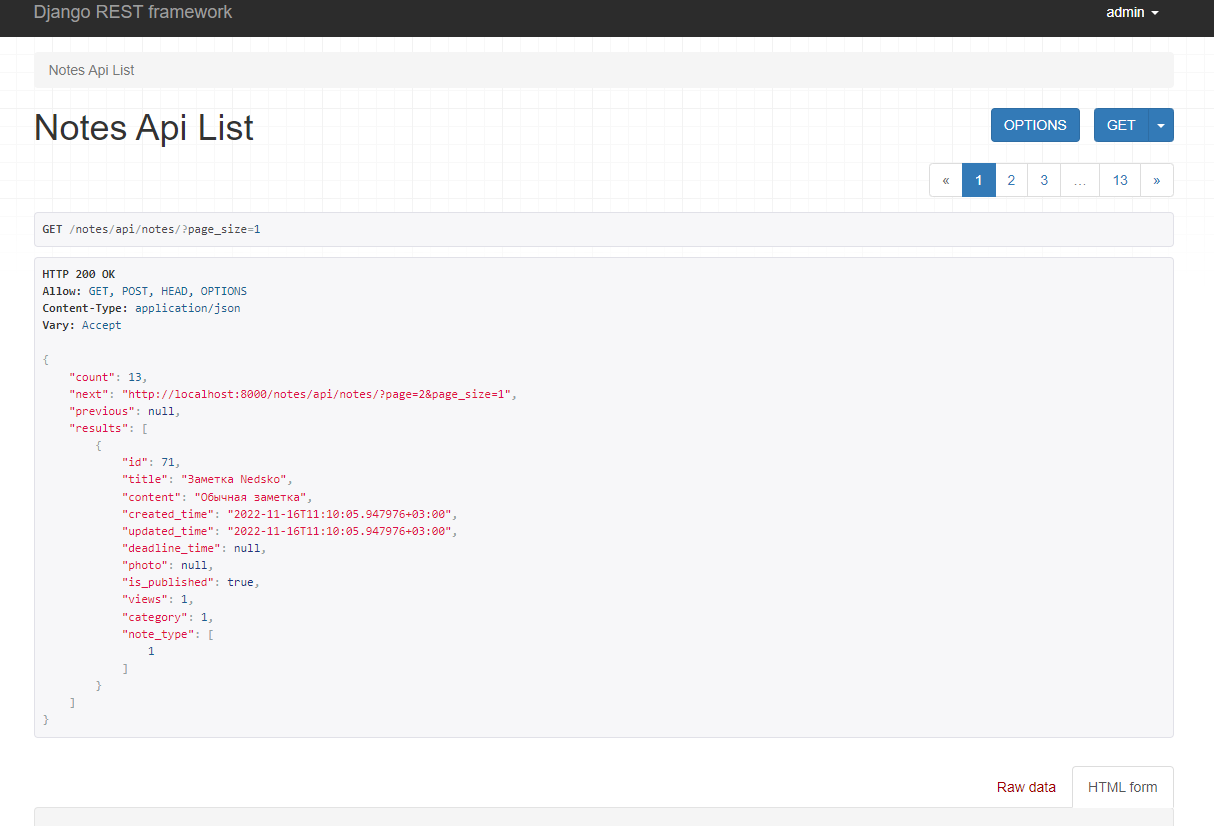 Django REST framework
admin
Notes Api List
Notes Api List
OPTIONS
GET
« 1 2 3 … 13 »
GET /notes/api/notes/?page_size=1
HTTP 200 OK
Allow: GET, POST, HEAD, OPTIONS
Content-Type: application/json
Vary: Accept
{
"count": 13,
"next": "http://localhost:8000/notes/api/notes/?page=2&page_size=1",
"previous": null,
"results": [
{
"id": 71,
"title": "Заметка Nedsko",
"content": "Обычная заметка",
"created_time": "2022-11-16T11:10:05.947976+03:00",
"updated_time": "2022-11-16T11:10:05.947976+03:00",
"deadline_time": null,
"photo": null,
"is_published": true,
"views": 1,
"category": 1,
"note_type": [
1
]
}
]
}
Raw data
HTML form